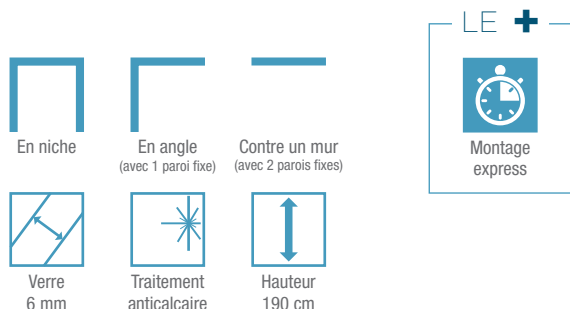 LE +
En niche
En angle
(avec 1 paroi fixe)
Contre un mur
(avec 2 parois fixes)
Montage
express
Verre
6 mm
Traitement
anticalcaire
Hauteur
190 cm